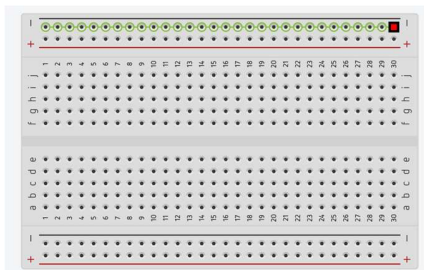 − −
+ +
1 2 3 4 5 6 7 8 9 10 11 12 13 14 15 16 17 18 19 20 21 22 23 24 25 26 27 28 29 30
j j
i i
h h
g g
f f
e e
d d
c c
b b
a a
1 2 3 4 5 6 7 8 9 10 11 12 13 14 15 16 17 18 19 20 21 22 23 24 25 26 27 28 29 30
− −
+ +